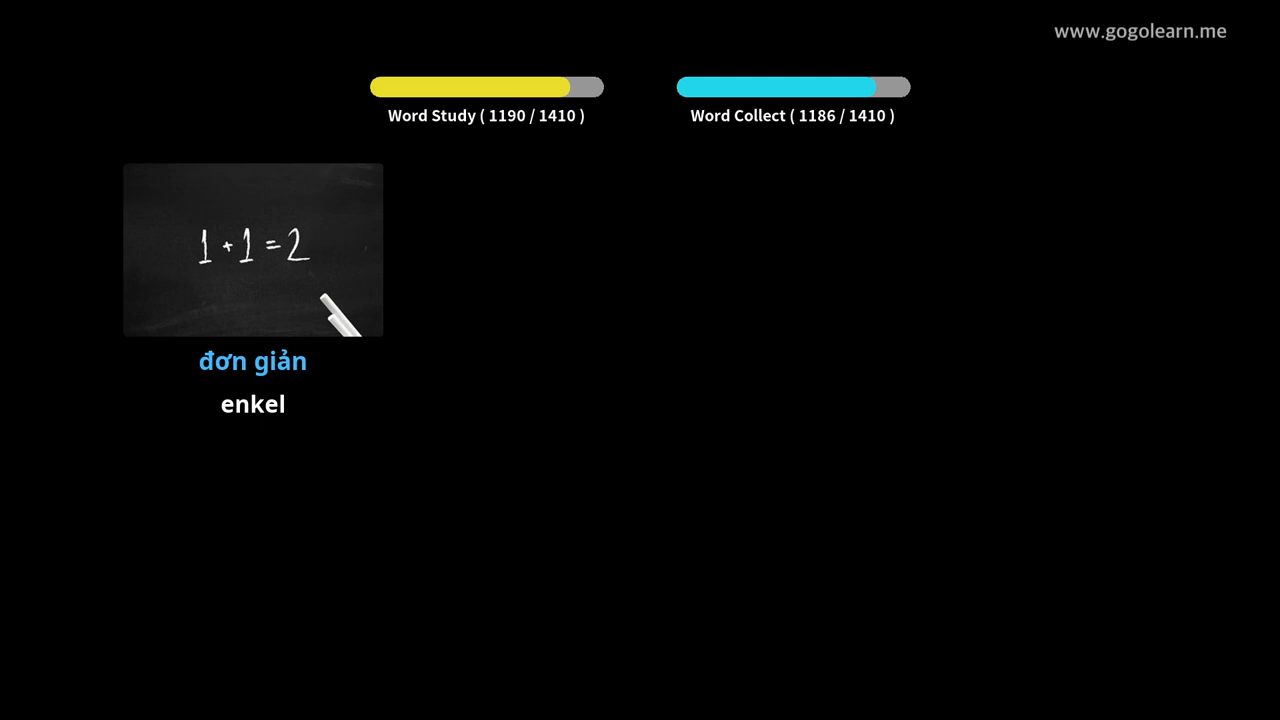 www.gogolearn.me
Word Study ( 1190 / 1410 )
Word Collect ( 1186 / 1410 )
1 + 1 = 2
đơn giản
enkel